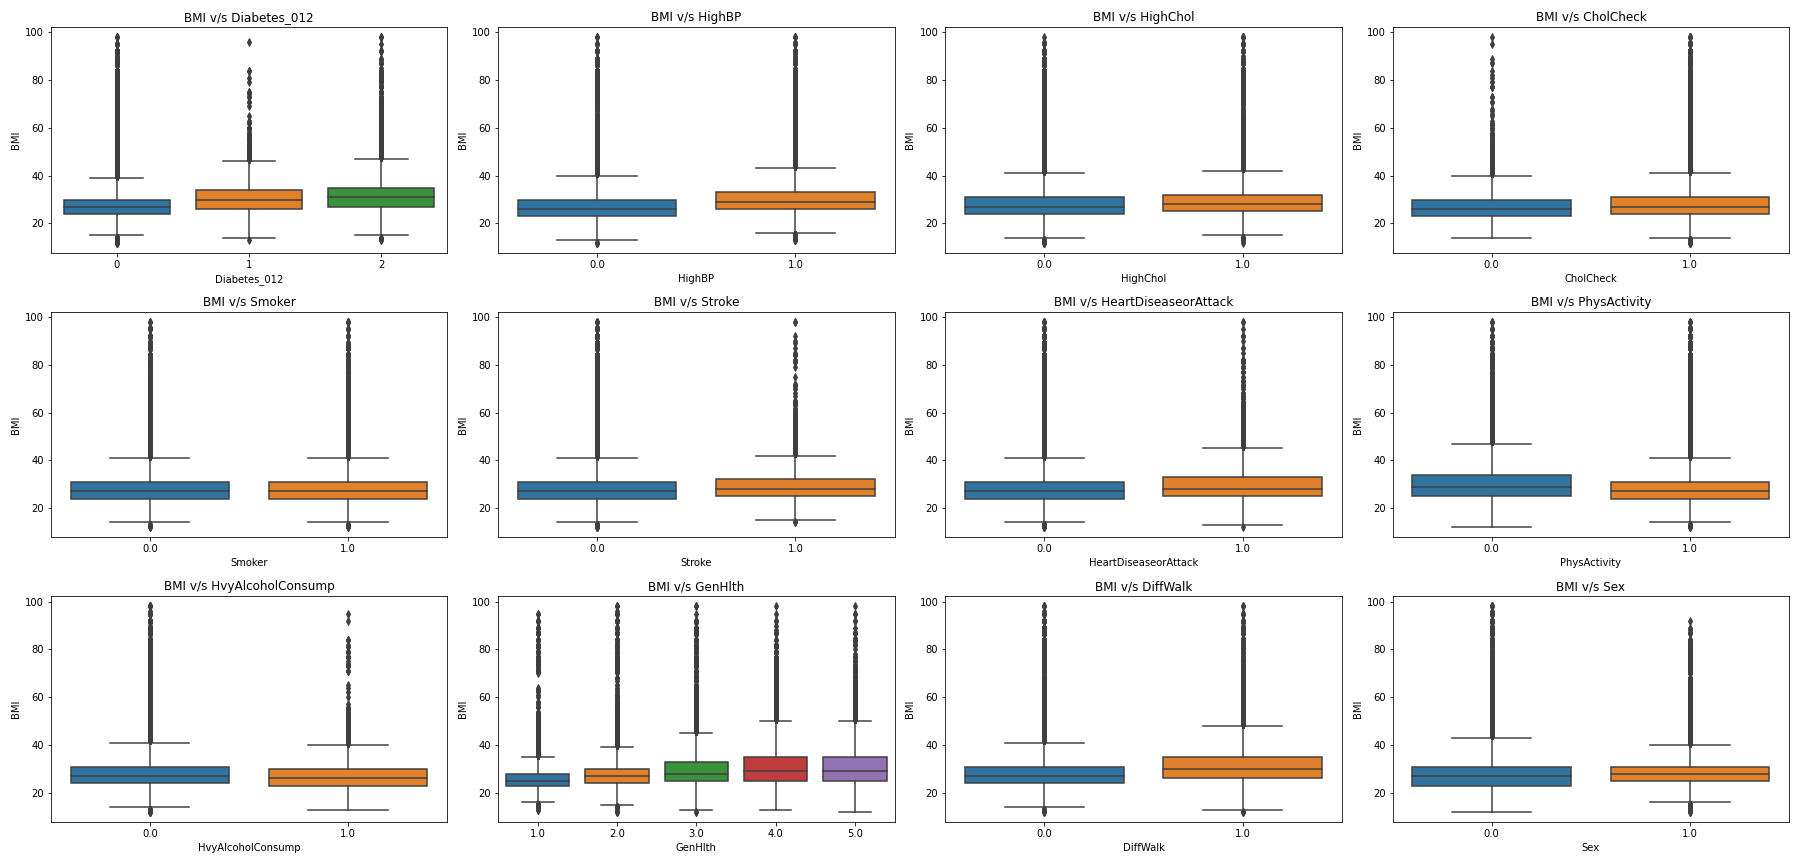 BMI v/s Diabetes_012
BMI v/s HighBP
BMI v/s HighChol
BMI v/s CholCheck
100
80
60
40
20
BMI
0
1
2
Diabetes_012
100
80
60
40
20
BMI
0.0
1.0
HighBP
100
80
60
40
20
BMI
0.0
1.0
HighChol
100
80
60
40
20
BMI
0.0
1.0
CholCheck
BMI v/s Smoker
BMI v/s Stroke
BMI v/s HeartDiseaseorAttack
BMI v/s PhysActivity
100
80
60
40
20
BMI
0.0
1.0
Smoker
100
80
60
40
20
BMI
0.0
1.0
Stroke
100
80
60
40
20
BMI
0.0
1.0
HeartDiseaseorAttack
100
80
60
40
20
BMI
0.0
1.0
PhysActivity
BMI v/s HvyAlcoholConsump
BMI v/s GenHlth
BMI v/s DiffWalk
BMI v/s Sex
100
80
60
40
20
BMI
0.0
1.0
HvyAlcoholConsump
100
80
60
40
20
BMI
1.0
2.0
3.0
4.0
5.0
GenHlth
100
80
60
40
20
BMI
0.0
1.0
DiffWalk
100
80
60
40
20
BMI
0.0
1.0
Sex